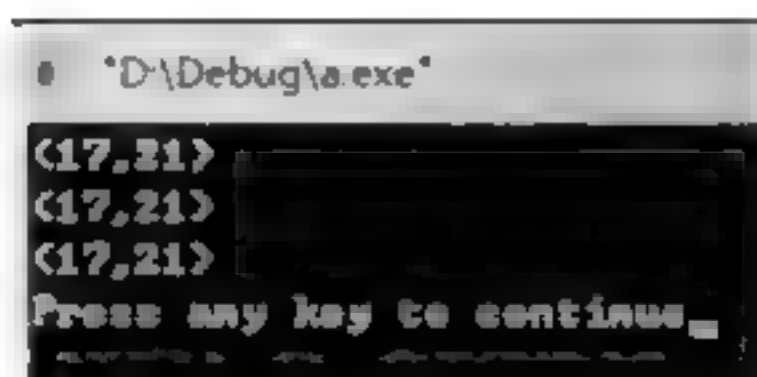 "D:\Debug\a.exe"
(17,21)
(17,21)
(17,21)
Press any key to continue_